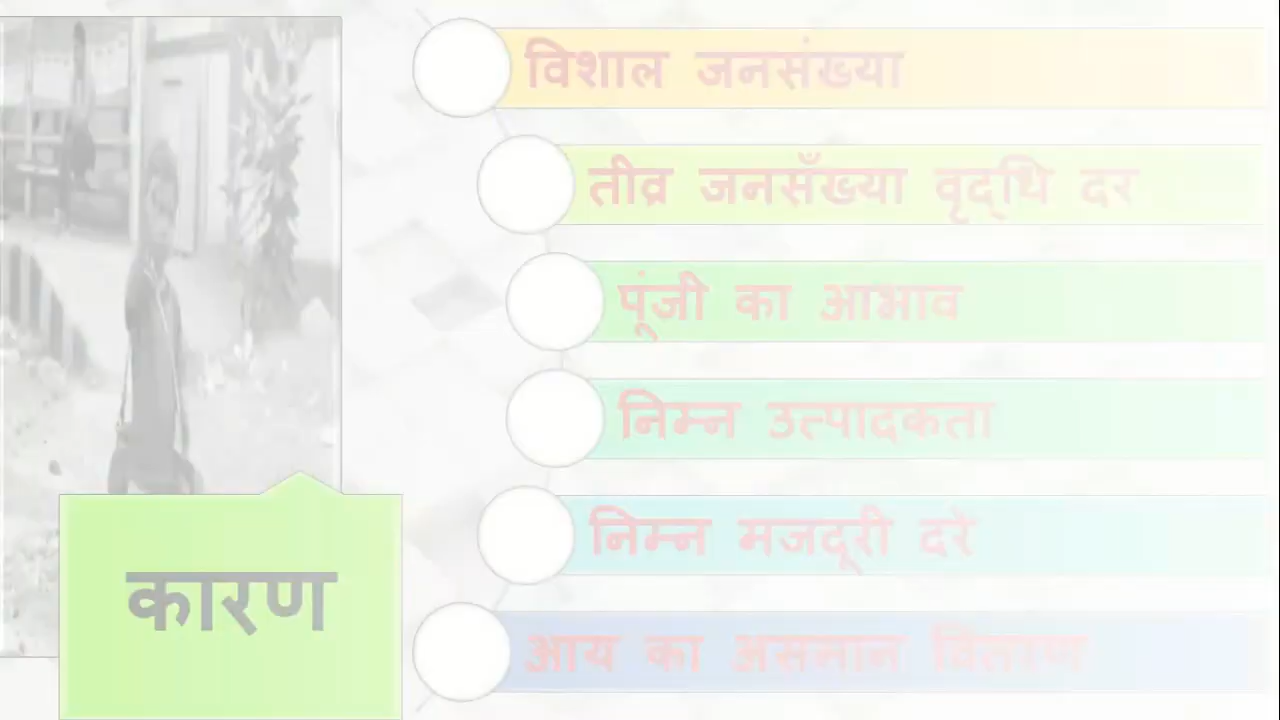 विशाल जनसंख्या
तीव्र जनसँख्या वृद्धि दर
पूंजी का आभाव
निम्न उत्पादकता
निम्न मजदूरी दरे
आय का असमान वितरण
कारण